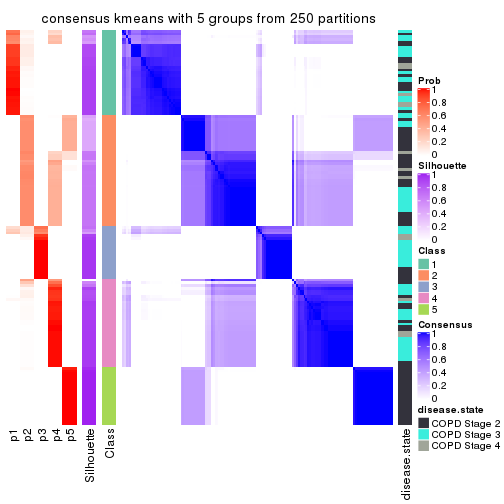 consensus kmeans with 5 groups from 250 partitions
p1
p2
p3
p4
p5
Silhouette
Class
disease.state
Prob
1
0.8
0.6
0.4
0.2
0
Silhouette
1
0.8
0.6
0.4
0.2
0
Class
1
2
3
4
5
Consensus
1
0.8
0.6
0.4
0.2
0
disease.state
COPD Stage 2
COPD Stage 3
COPD Stage 4